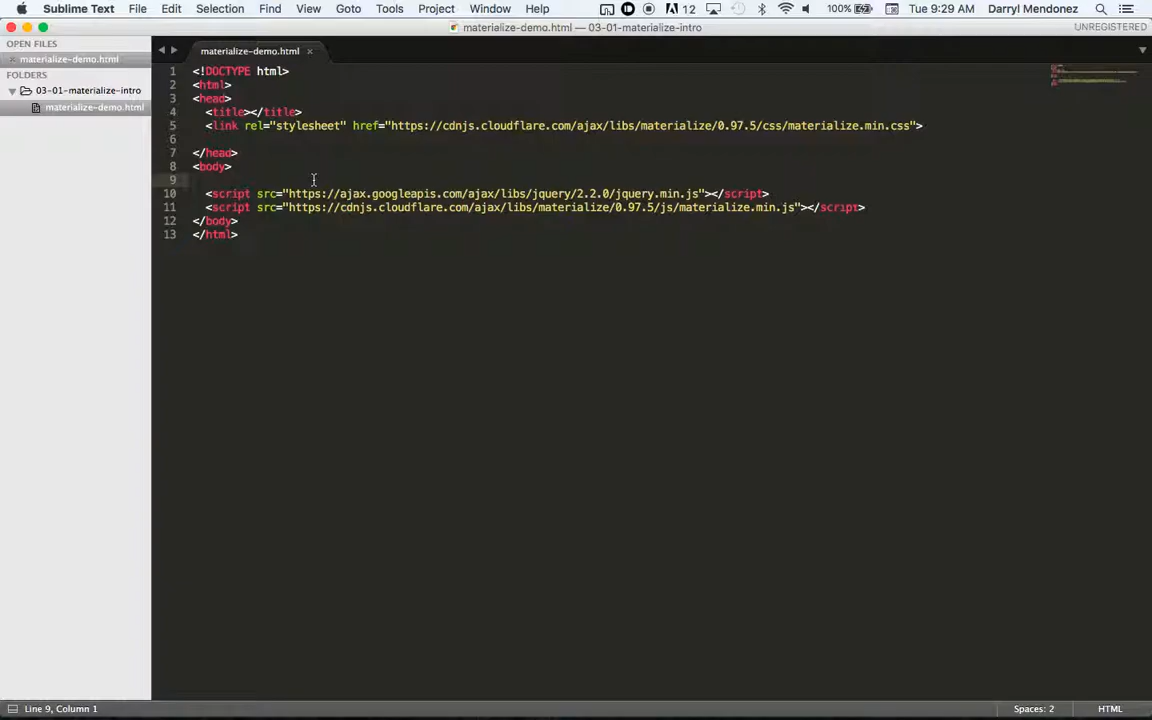 Sublime Text File Edit Selection Find View Goto Tools Project Window Help 12 100% Tue 9:29 AM Darryl Mendonez
materialize-demo.html — 03-01-materialize-intro UNREGISTERED
OPEN FILES
× materialize-demo.html
FOLDERS
03-01-materialize-intro
materialize-demo.html
materialize-demo.html ×
1 <!DOCTYPE html>
2 <html>
3 <head>
4 <title></title>
5 <link rel="stylesheet" href="https://cdnjs.cloudflare.com/ajax/libs/materialize/0.97.5/css/materialize.min.css">
6
7 </head>
8 <body>
9
10 <script src="https://ajax.googleapis.com/ajax/libs/jquery/2.2.0/jquery.min.js"></script>
11 <script src="https://cdnjs.cloudflare.com/ajax/libs/materialize/0.97.5/js/materialize.min.js"></script>
12 </body>
13 </html>
Line 9, Column 1 Spaces: 2 HTML